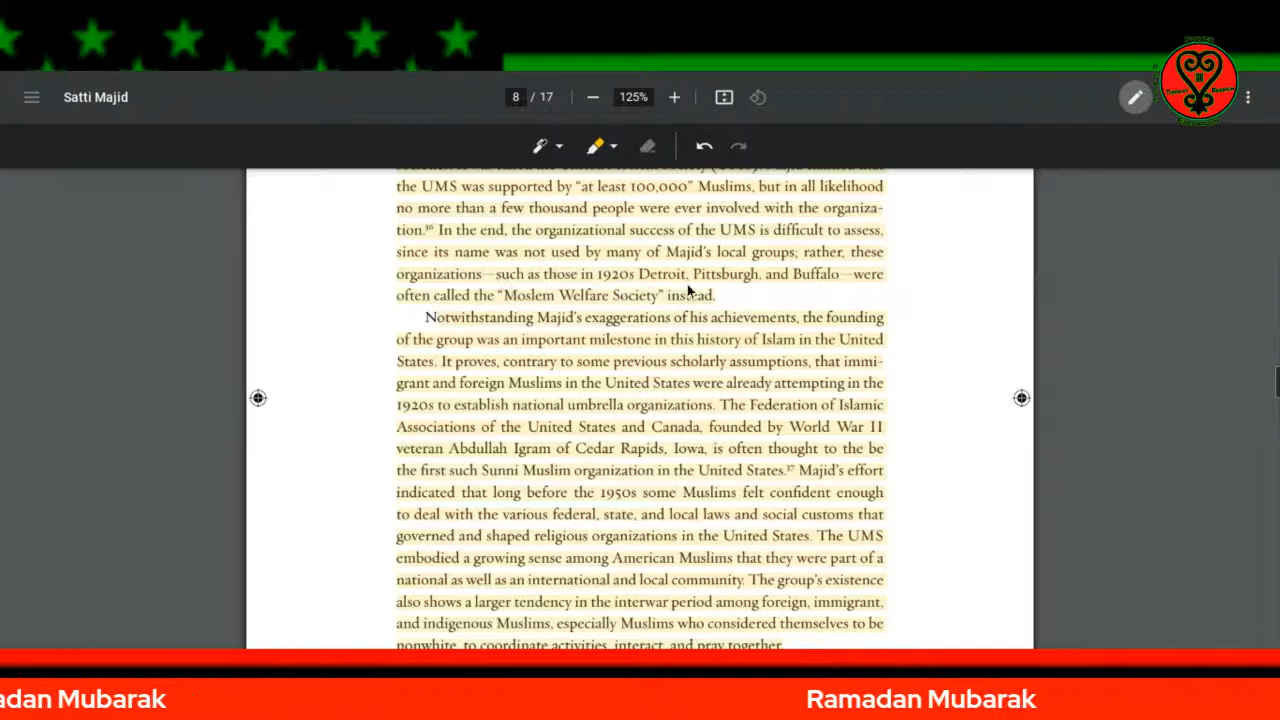 Satti Majid
8 / 17
125%
POWER
TIFFANY FRENCH
the UMS was supported by “at least 100,000” Muslims, but in all likelihood
no more than a few thousand people were ever involved with the organiza-
tion.³⁶ In the end, the organizational success of the UMS is difficult to assess,
since its name was not used by many of Majid’s local groups; rather, these
organizations—such as those in 1920s Detroit, Pittsburgh, and Buffalo—were
often called the “Moslem Welfare Society” instead.
Notwithstanding Majid’s exaggerations of his achievements, the founding
of the group was an important milestone in this history of Islam in the United
States. It proves, contrary to some previous scholarly assumptions, that immi-
grant and foreign Muslims in the United States were already attempting in the
1920s to establish national umbrella organizations. The Federation of Islamic
Associations of the United States and Canada, founded by World War II
veteran Abdullah Igram of Cedar Rapids, Iowa, is often thought to the be
the first such Sunni Muslim organization in the United States.³⁷ Majid’s effort
indicated that long before the 1950s some Muslims felt confident enough
to deal with the various federal, state, and local laws and social customs that
governed and shaped religious organizations in the United States. The UMS
embodied a growing sense among American Muslims that they were part of a
national as well as an international and local community. The group’s existence
also shows a larger tendency in the interwar period among foreign, immigrant,
and indigenous Muslims, especially Muslims who considered themselves to be
nonwhite, to coordinate activities, interact, and pray together.
adan Mubarak
Ramadan Mubarak